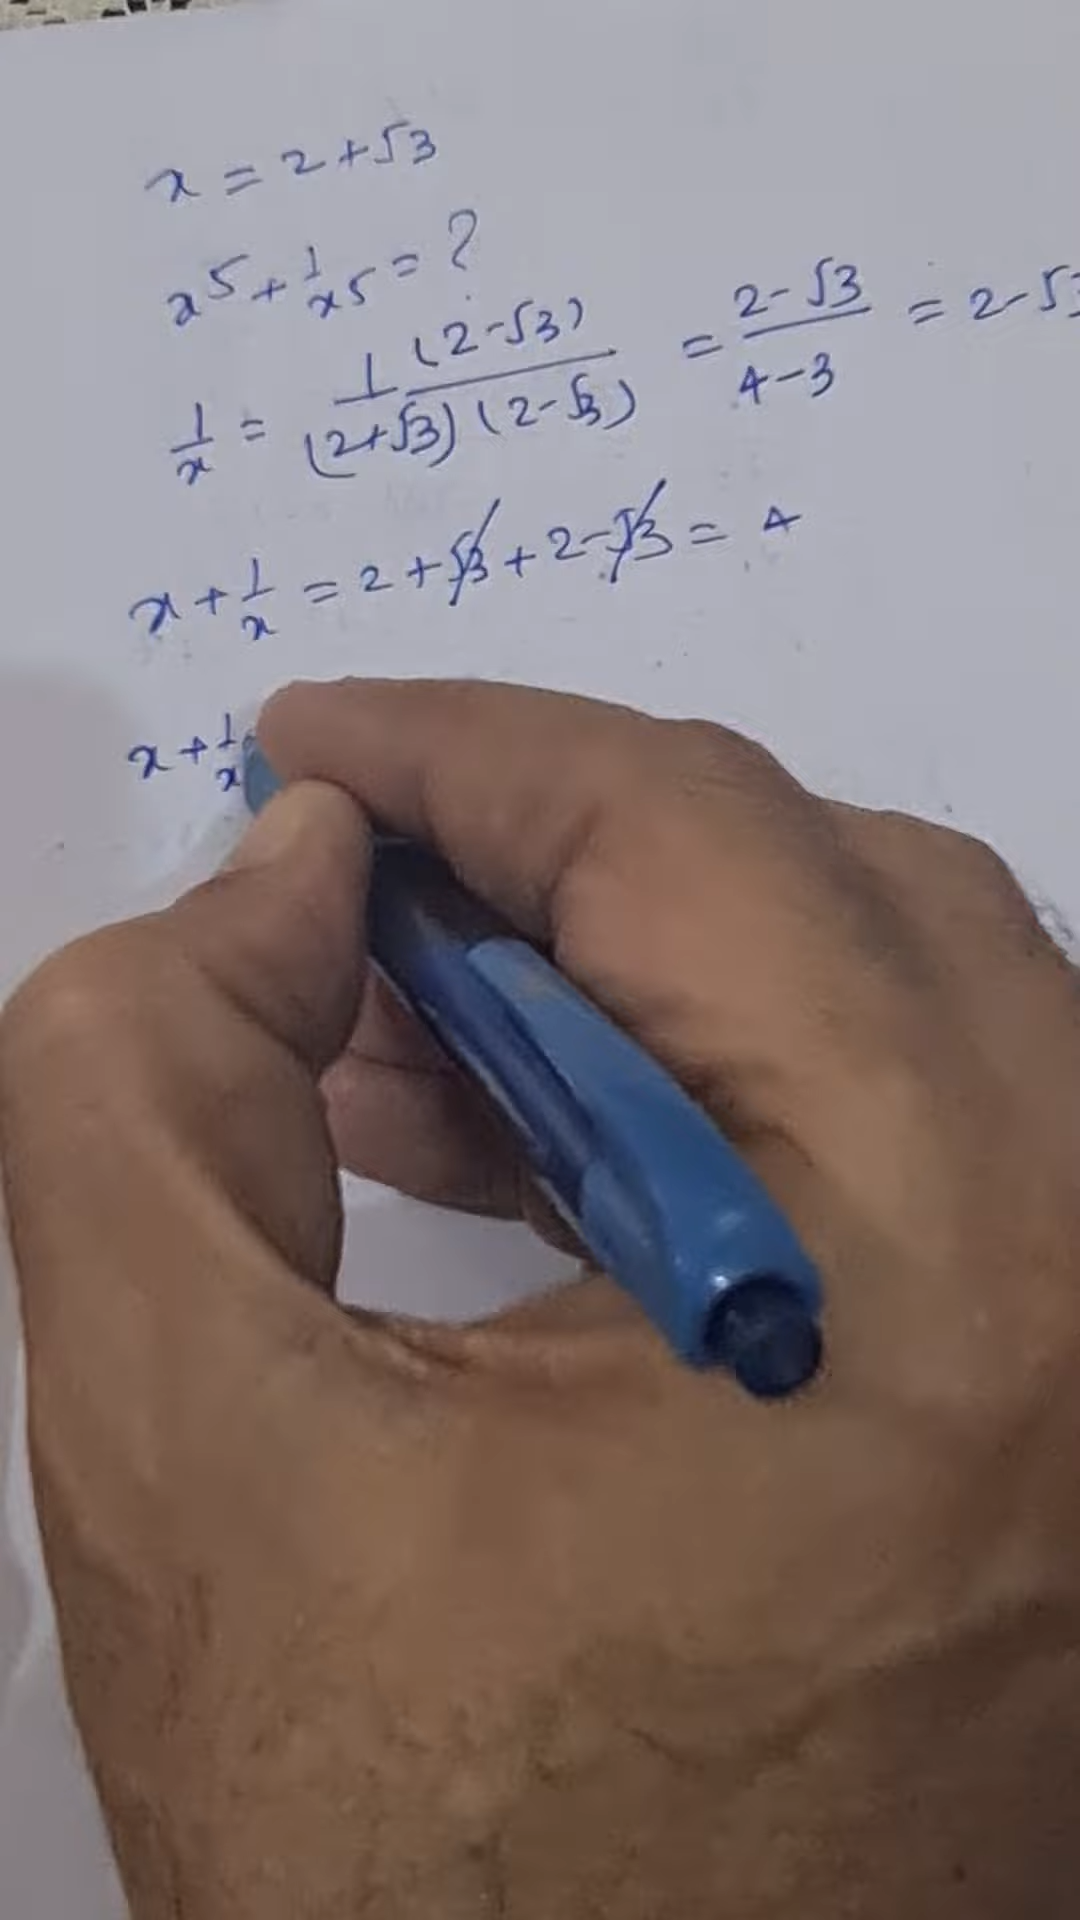 x = 2 + √3
x⁵ + 1/x⁵ = ?
1/x = 1(2-√3)/(2+√3)(2-√3) = 2-√3/4-3 = 2-√3
x + 1/x = 2 + √3 + 2 - √3 = 4
x + 1/x